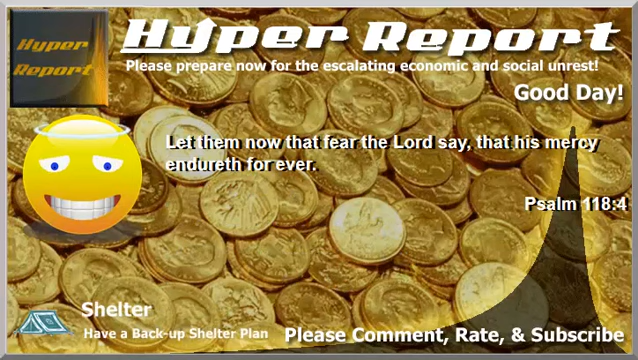 Hyper
Report
Hyper Report
Please prepare now for the escalating economic and social unrest!
Good Day!
Let them now that fear the Lord say, that his mercy
endureth for ever.
Psalm 118:4
Shelter
Have a Back-up Shelter Plan
Please Comment, Rate, & Subscribe